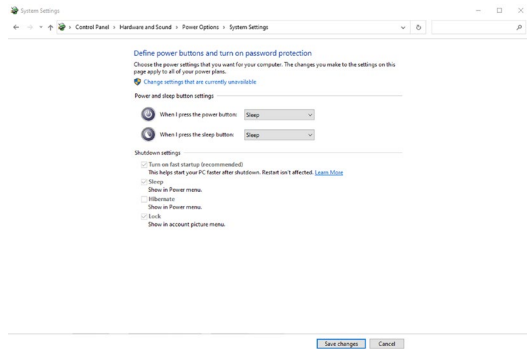 System Settings
Control Panel > Hardware and Sound > Power Options > System Settings
Define power buttons and turn on password protection
Choose the power settings that you want for your computer. The changes you make to the settings on this
page apply to all of your power plans.
Change settings that are currently unavailable
Power and sleep button settings
When I press the power button: Sleep
When I press the sleep button: Sleep
Shutdown settings
Turn on fast startup (recommended)
This helps start your PC faster after shutdown. Restart isn't affected. Learn More
Sleep
Show in Power menu.
Hibernate
Show in Power menu.
Lock
Show in account picture menu.
Save changes Cancel